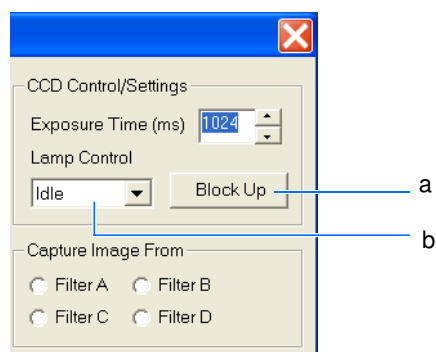 CCD Control/Settings
Exposure Time (ms) 1024
Lamp Control
Idle Block Up a
b
Capture Image From
Filter A Filter B
Filter C Filter D